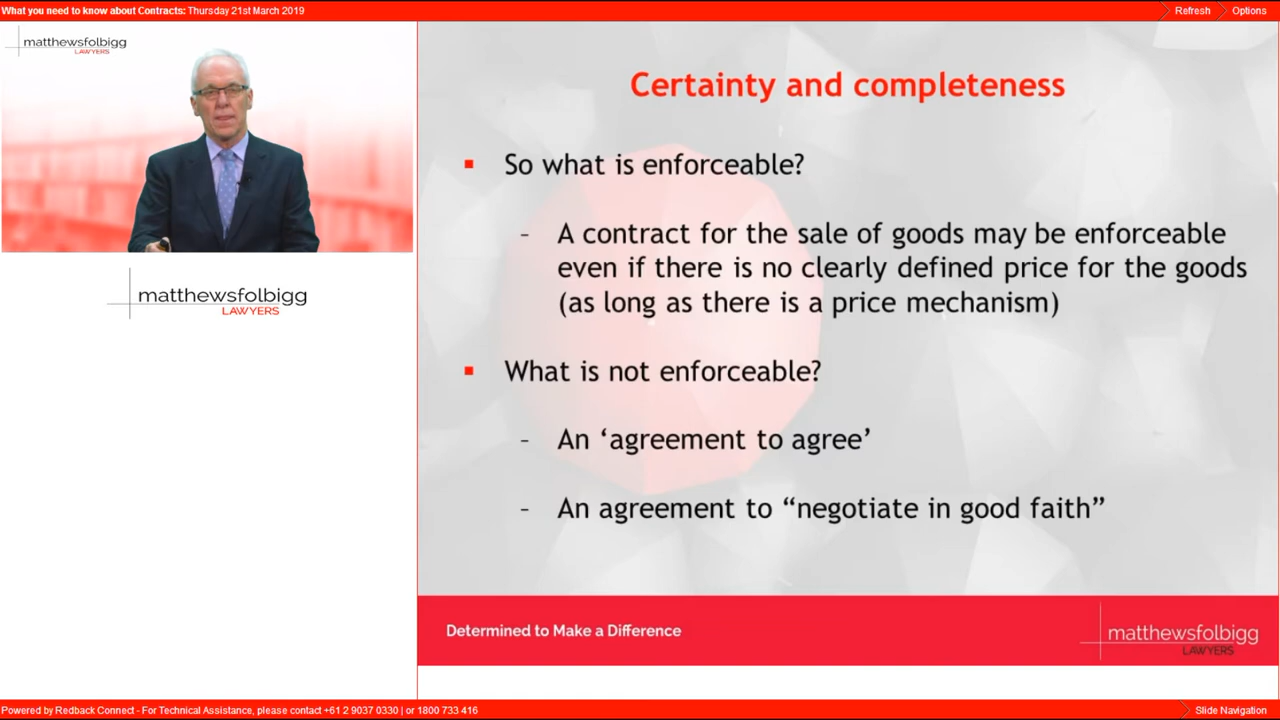 What you need to know about Contracts: Thursday 21st March 2019
Refresh
Options
matthewsfolbigg
LAWYERS
matthewsfolbigg
LAWYERS
Certainty and completeness
So what is enforceable?
– A contract for the sale of goods may be enforceable
even if there is no clearly defined price for the goods
(as long as there is a price mechanism)
What is not enforceable?
– An ‘agreement to agree’
– An agreement to “negotiate in good faith”
Determined to Make a Difference
matthewsfolbigg
LAWYERS
Powered by Redback Connect - For Technical Assistance, please contact +61 2 9037 0330 | or 1800 733 416
Slide Navigation